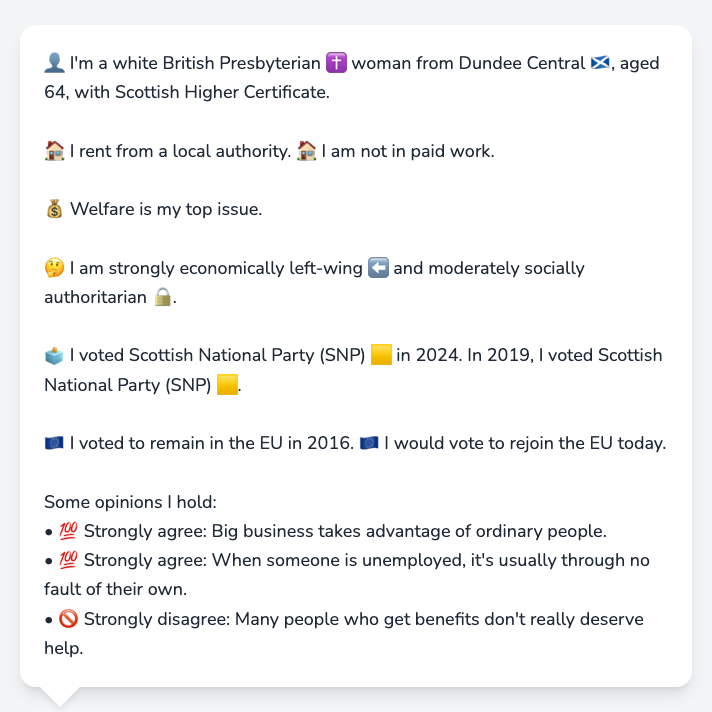 👤 I'm a white British Presbyterian ✝️ woman from Dundee Central 🏴󠁧󠁢󠁳󠁣󠁴󠁿, aged
64, with Scottish Higher Certificate.
🏠 I rent from a local authority. 🏠 I am not in paid work.
💰 Welfare is my top issue.
🤔 I am strongly economically left-wing ⬅️ and moderately socially
authoritarian 🔒.
🗳️ I voted Scottish National Party (SNP) 🟨 in 2024. In 2019, I voted Scottish
National Party (SNP) 🟨.
🇪🇺 I voted to remain in the EU in 2016. 🇪🇺 I would vote to rejoin the EU today.
Some opinions I hold:
• 💯 Strongly agree: Big business takes advantage of ordinary people.
• 💯 Strongly agree: When someone is unemployed, it's usually through no
fault of their own.
• 🚫 Strongly disagree: Many people who get benefits don't really deserve
help.